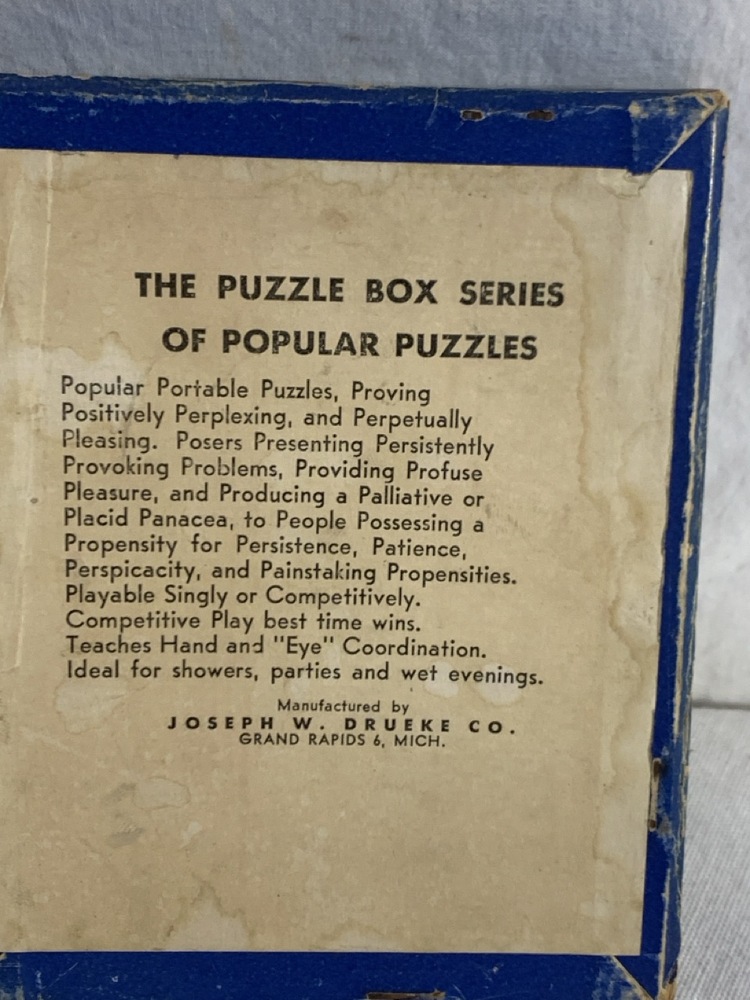 THE PUZZLE BOX SERIES
OF POPULAR PUZZLES
Popular Portable Puzzles, Proving
Positively Perplexing, and Perpetually
Pleasing. Posers Presenting Persistently
Provoking Problems, Providing Profuse
Pleasure, and Producing a Palliative or
Placid Panacea, to People Possessing a
Propensity for Persistence, Patience,
Perspicacity, and Painstaking Propensities.
Playable Singly or Competitively.
Competitive Play best time wins.
Teaches Hand and "Eye" Coordination.
Ideal for showers, parties and wet evenings.
Manufactured by
JOSEPH W. DRUEKE CO.
GRAND RAPIDS 6, MICH.